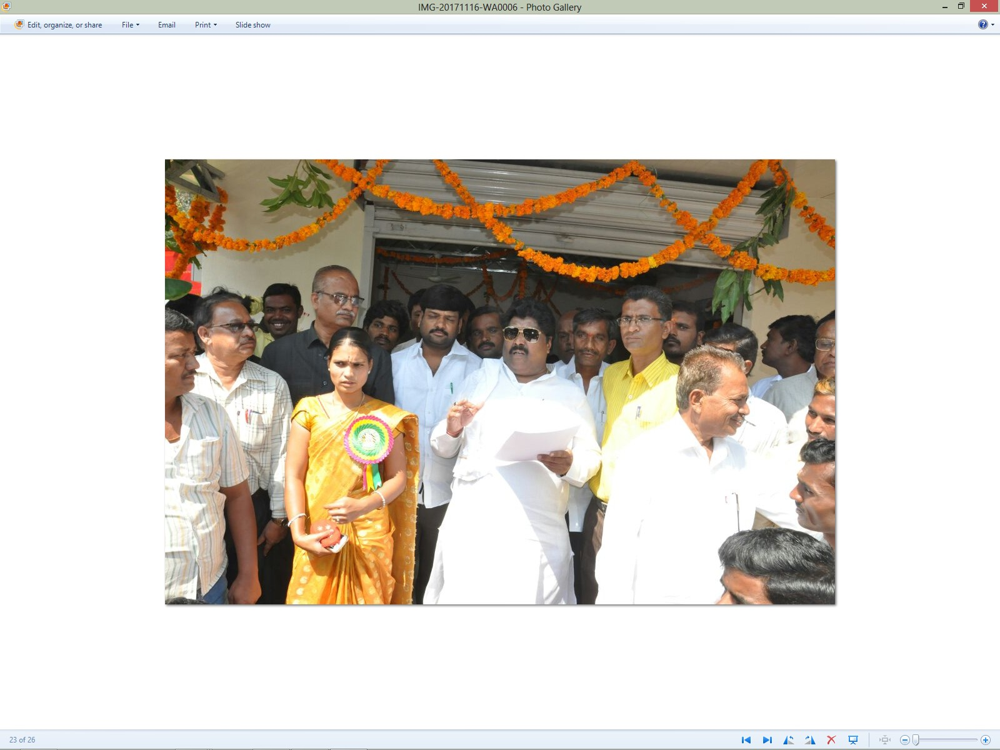 IMG-20171116-WA0006 - Photo Gallery
Edit, organize, or share File Email Print Slide show
23 of 26